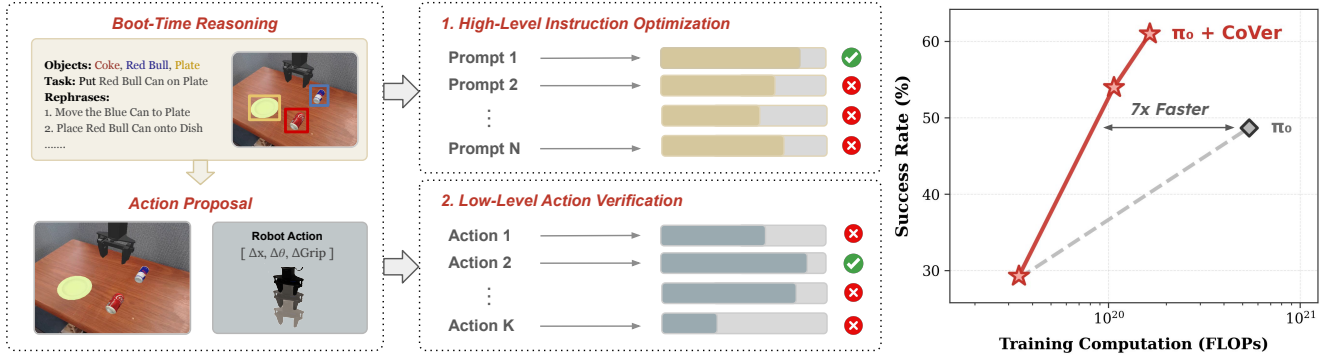 Boot-Time Reasoning
Objects: Coke, Red Bull, Plate
Task: Put Red Bull Can on Plate
Rephrases:
1. Move the Blue Can to Plate
2. Place Red Bull Can onto Dish
.......
Action Proposal
Robot Action
[ Δx, Δθ, ΔGrip ]
1. High-Level Instruction Optimization
Prompt 1
Prompt 2
⋮
Prompt N
2. Low-Level Action Verification
Action 1
Action 2
⋮
Action K
Success Rate (%)
60
50
40
30
π₀ + CoVer
7x Faster
π₀
10²⁰
10²¹
Training Computation (FLOPs)